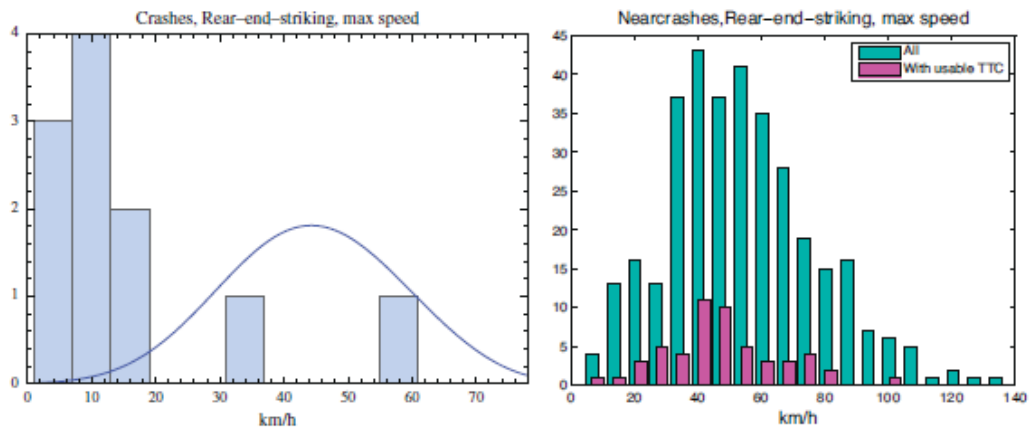 Crashes, Rear–end–striking, max speed
4
3
2
1
0
0 10 20 30 40 50 60 70
km/h
Nearcrashes,Rear–end–striking, max speed
45
40
35
30
25
20
15
10
5
0
0 20 40 60 80 100 120 140
km/h
All
With usable TTC